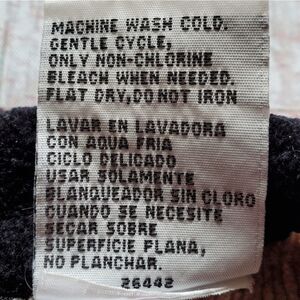 MACHINE WASH COLD.
GENTLE CYCLE,
ONLY NON-CHLORINE
BLEACH WHEN NEEDED.
FLAT DRY,DO NOT IRON
LAVAR EN LAVADORA
CON AQUA FRIA
CICLO DELICADO
USAR SOLAMENTE
BLANQUEADOR SIN CLORO
CUANDO SE NECESITE
SECAR SOBRE
SUPERFICIE PLANA,
NO PLANCHAR.
26442